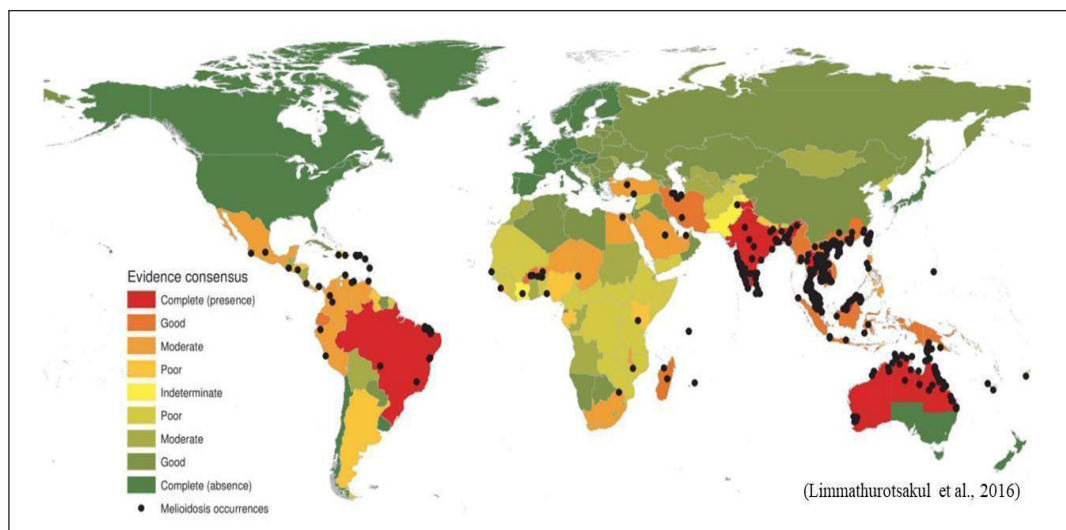 Evidence consensus
Complete (presence)
Good
Moderate
Poor
Indeterminate
Poor
Moderate
Good
Complete (absence)
Melioidosis occurrences
(Limmathurotsakul et al., 2016)